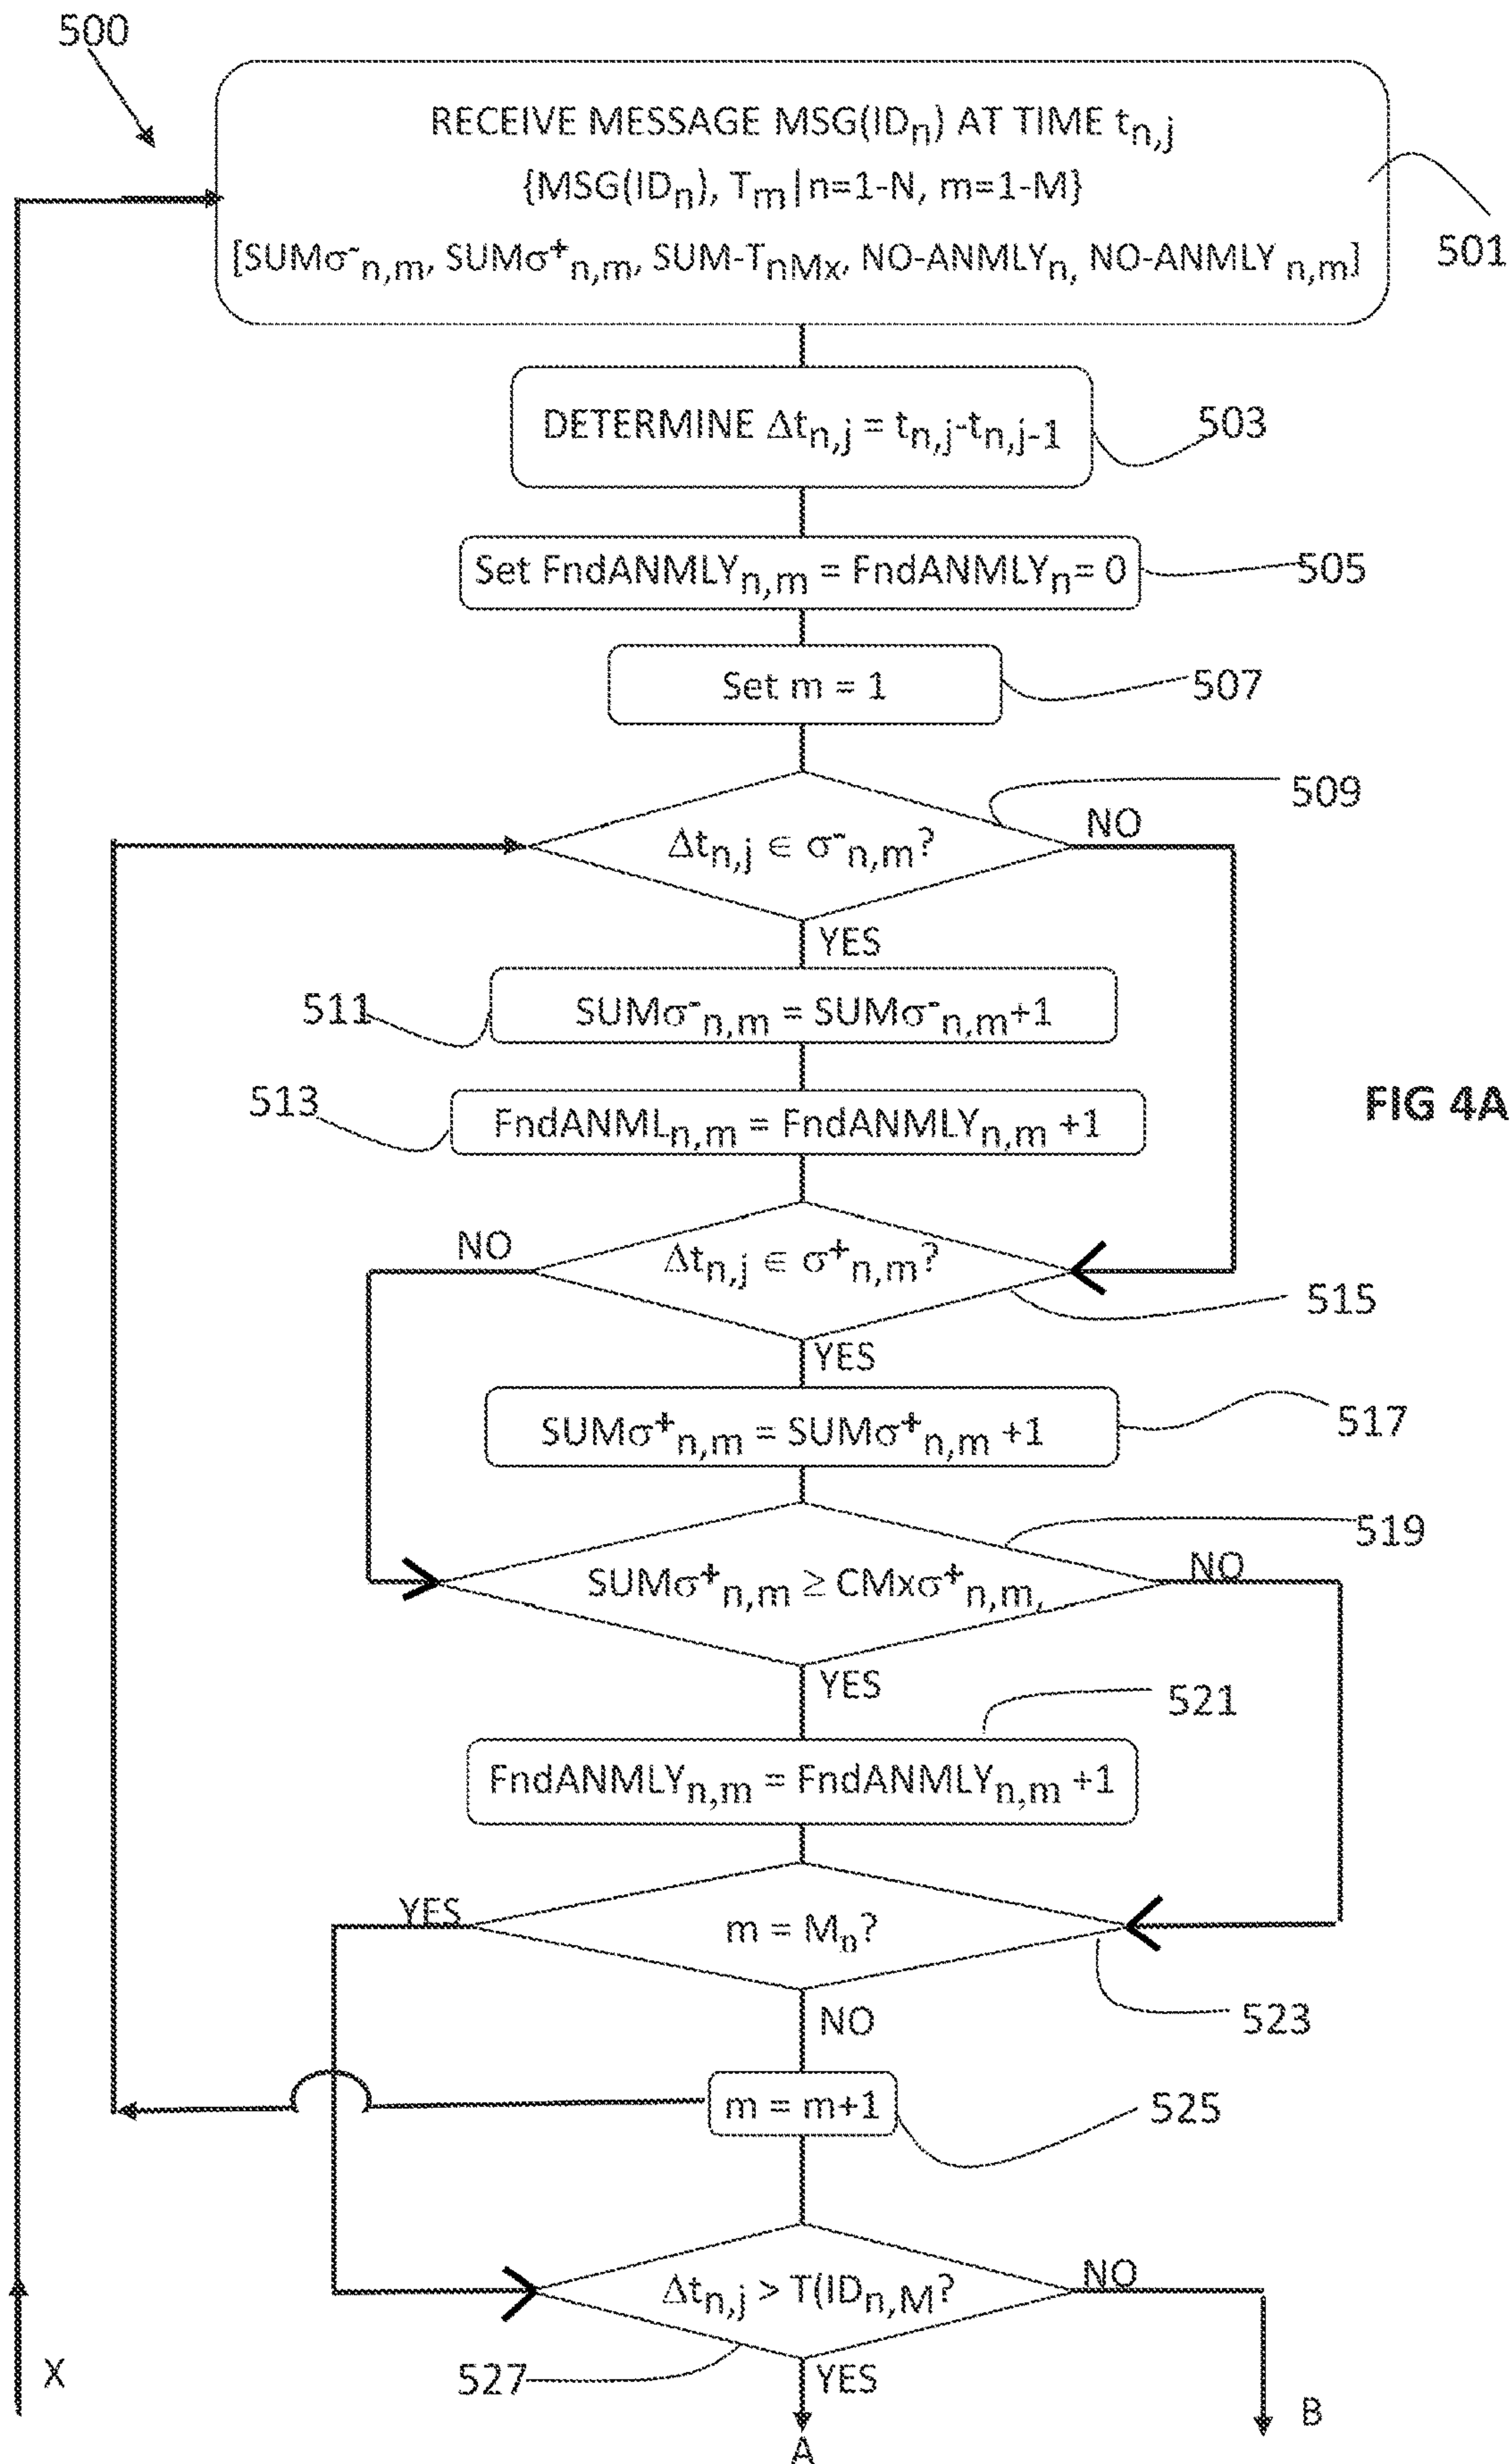 500
RECEIVE MESSAGE MSG(IDn) AT TIME tn,j
{MSG(IDn), Tm|n=1-N, m=1-M}
[SUMσ-n,m, SUMσ+n,m, SUM-TnMx, NO-ANMLYn, NO-ANMLY n,m]
501
DETERMINE Δtn,j = tn,j-tn,j-1
503
Set FndANMLYn,m = FndANMLYn= 0
505
Set m = 1
507
509
Δtn,j ∈ σ-n,m?
NO
YES
511
SUMσ-n,m = SUMσ-n,m+1
513
FndANMLn,m = FndANMLYn,m +1
FIG 4A
NO
Δtn,j ∈ σ+n,m?
515
YES
SUMσ+n,m = SUMσ+n,m +1
517
519
SUMσ+n,m ≥ CMxσ+n,m,
NO
YES
521
FndANMLYn,m = FndANMLYn,m +1
YES
m = Mn?
523
NO
m = m+1
525
Δtn,j > T(IDn,M?
NO
527
YES
X
A
B